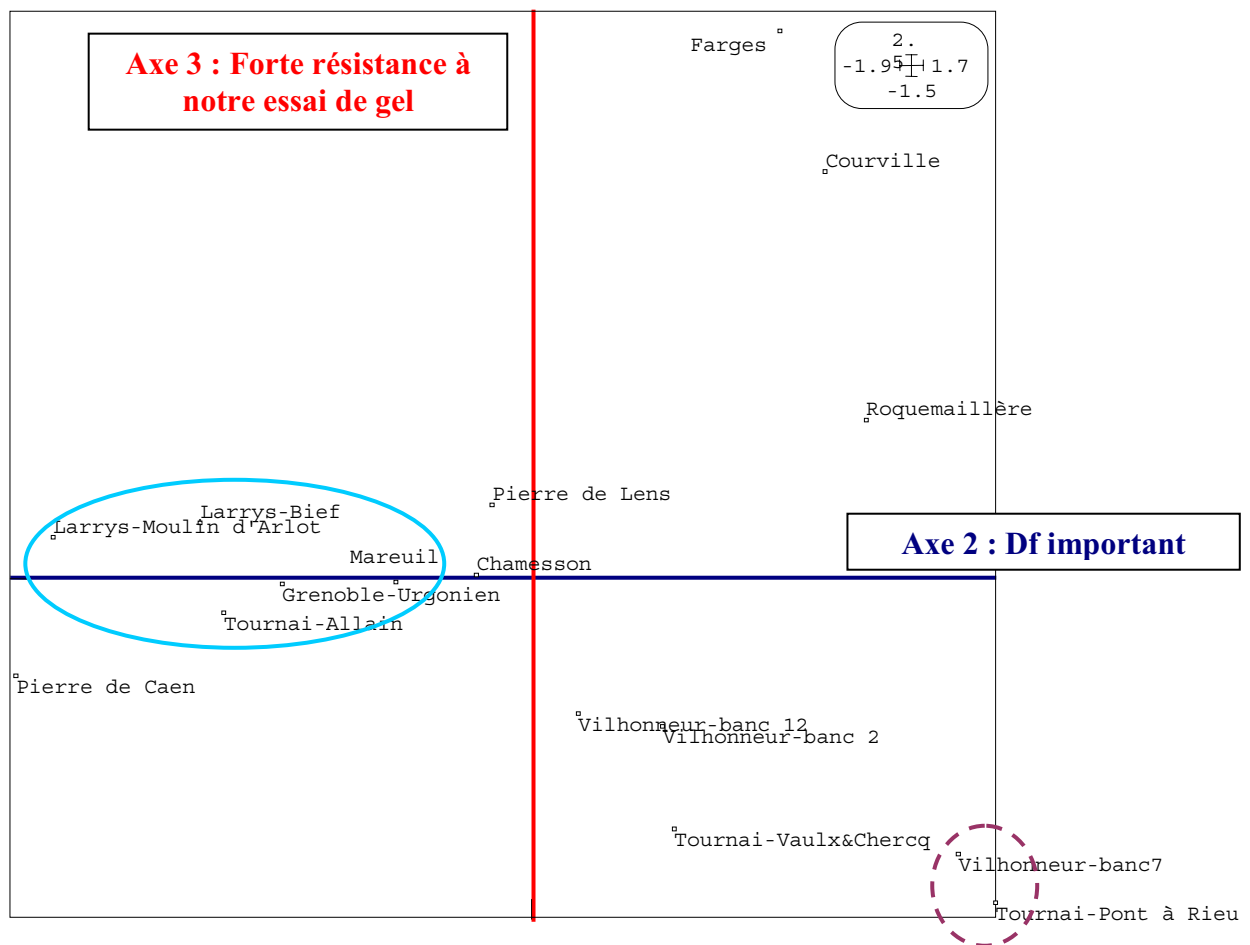 Axe 3 : Forte résistance à
notre essai de gel
Farges
2.
5
-1.9
1.7
-1.5
Courville
Roquemaillère
Pierre de Lens
Larrys-Bief
Larrys-Moulin d'Arlot
Axe 2 : Df important
Mareuil
Chamesson
Grenoble-Urgonien
Tournai-Allain
Pierre de Caen
Vilhonneur-banc 12
Vilhonneur-banc 2
Tournai-Vaulx&Chercq
Vilhonneur-banc7
Tournai-Pont à Rieu